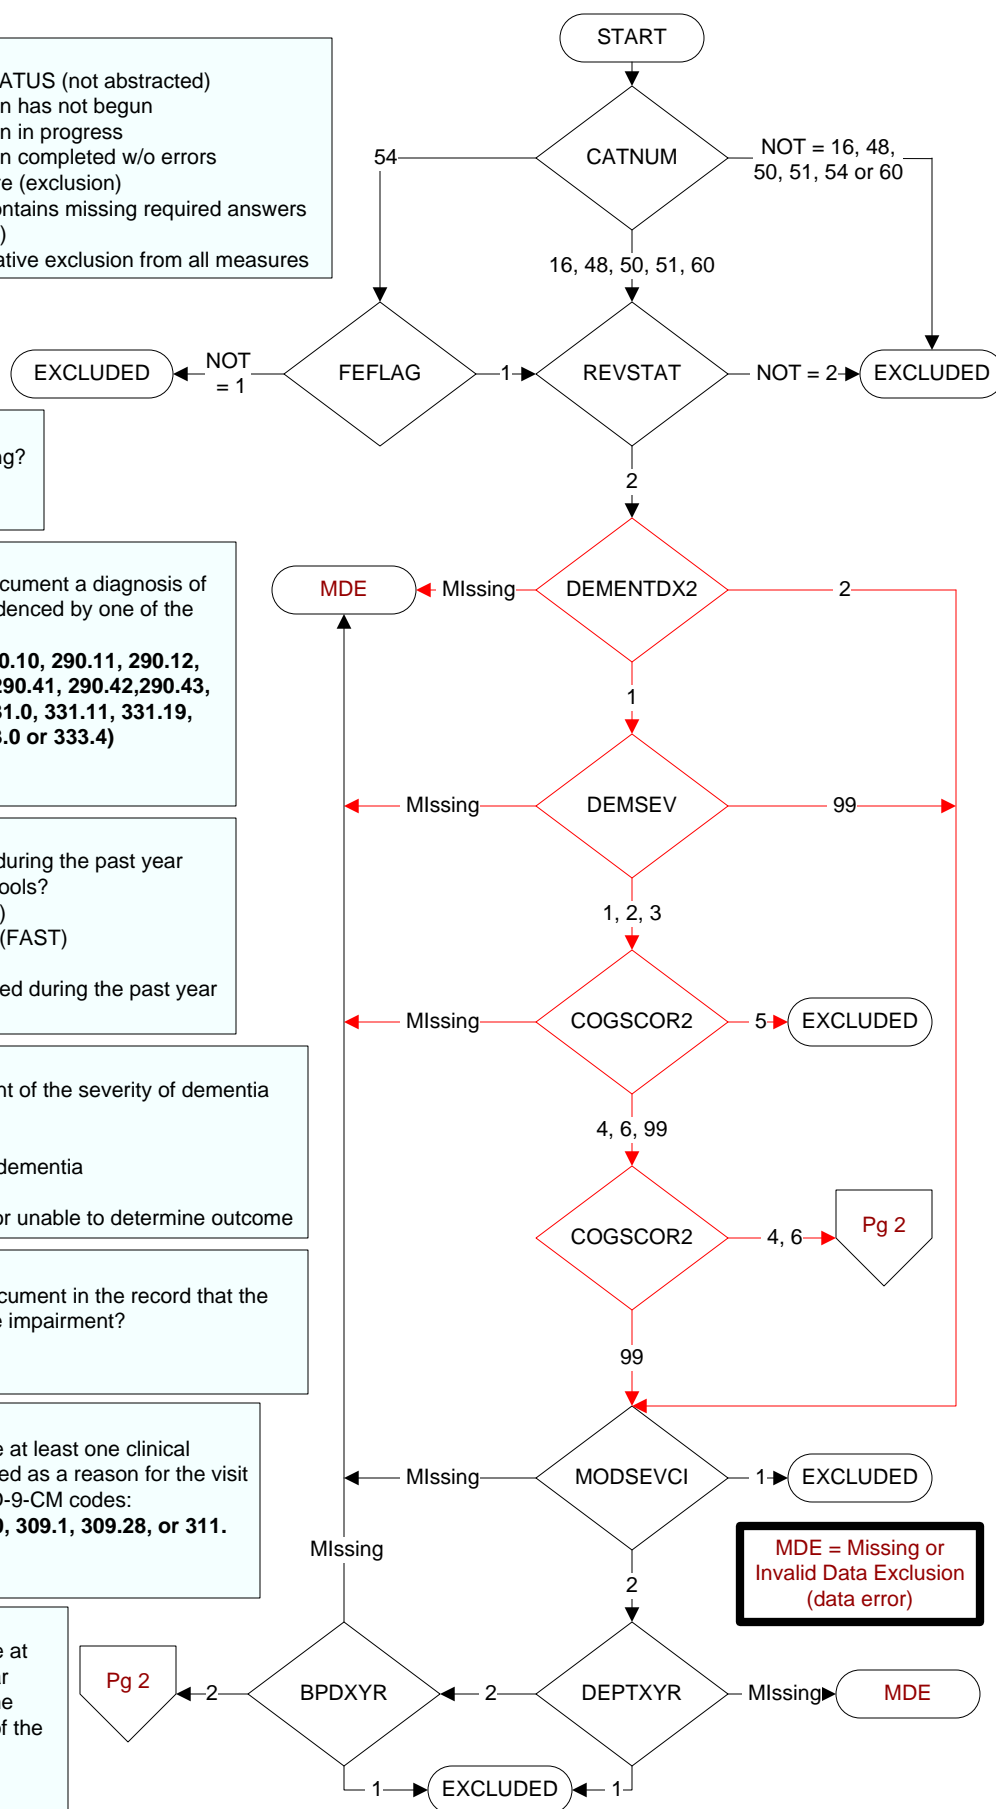 START
ATUS (not abstracted)
n has not begun
n in progress
n completed w/o errors
re (exclusion)
ontains missing required answers
)
ative exclusion from all measures
CATNUM
54
NOT = 16, 48,
50, 51, 54 or 60
16, 48, 50, 51, 60
EXCLUDED
NOT
= 1
FEFLAG
1
REVSTAT
NOT = 2
EXCLUDED
ng?
2
cument a diagnosis of
idenced by one of the
0.10, 290.11, 290.12,
290.41, 290.42,290.43,
31.0, 331.11, 331.19,
3.0 or 333.4)
MDE
MIssing
DEMENTDX2
2
1
MIssing
DEMSEV
99
during the past year
ools?
)
(FAST)
ed during the past year
1, 2, 3
MIssing
COGSCOR2
5
EXCLUDED
nt of the severity of dementia
dementia
or unable to determine outcome
4, 6, 99
COGSCOR2
4, 6
Pg 2
cument in the record that the
e impairment?
99
e at least one clinical
ed as a reason for the visit
D-9-CM codes:
0, 309.1, 309.28, or 311.
MIssing
MODSEVCI
1
EXCLUDED
MIssing
2
MDE = Missing or
Invalid Data Exclusion
(data error)
e at
ar
ne
of the
Pg 2
2
BPDXYR
2
DEPTXYR
MIssing
MDE
1
EXCLUDED
1